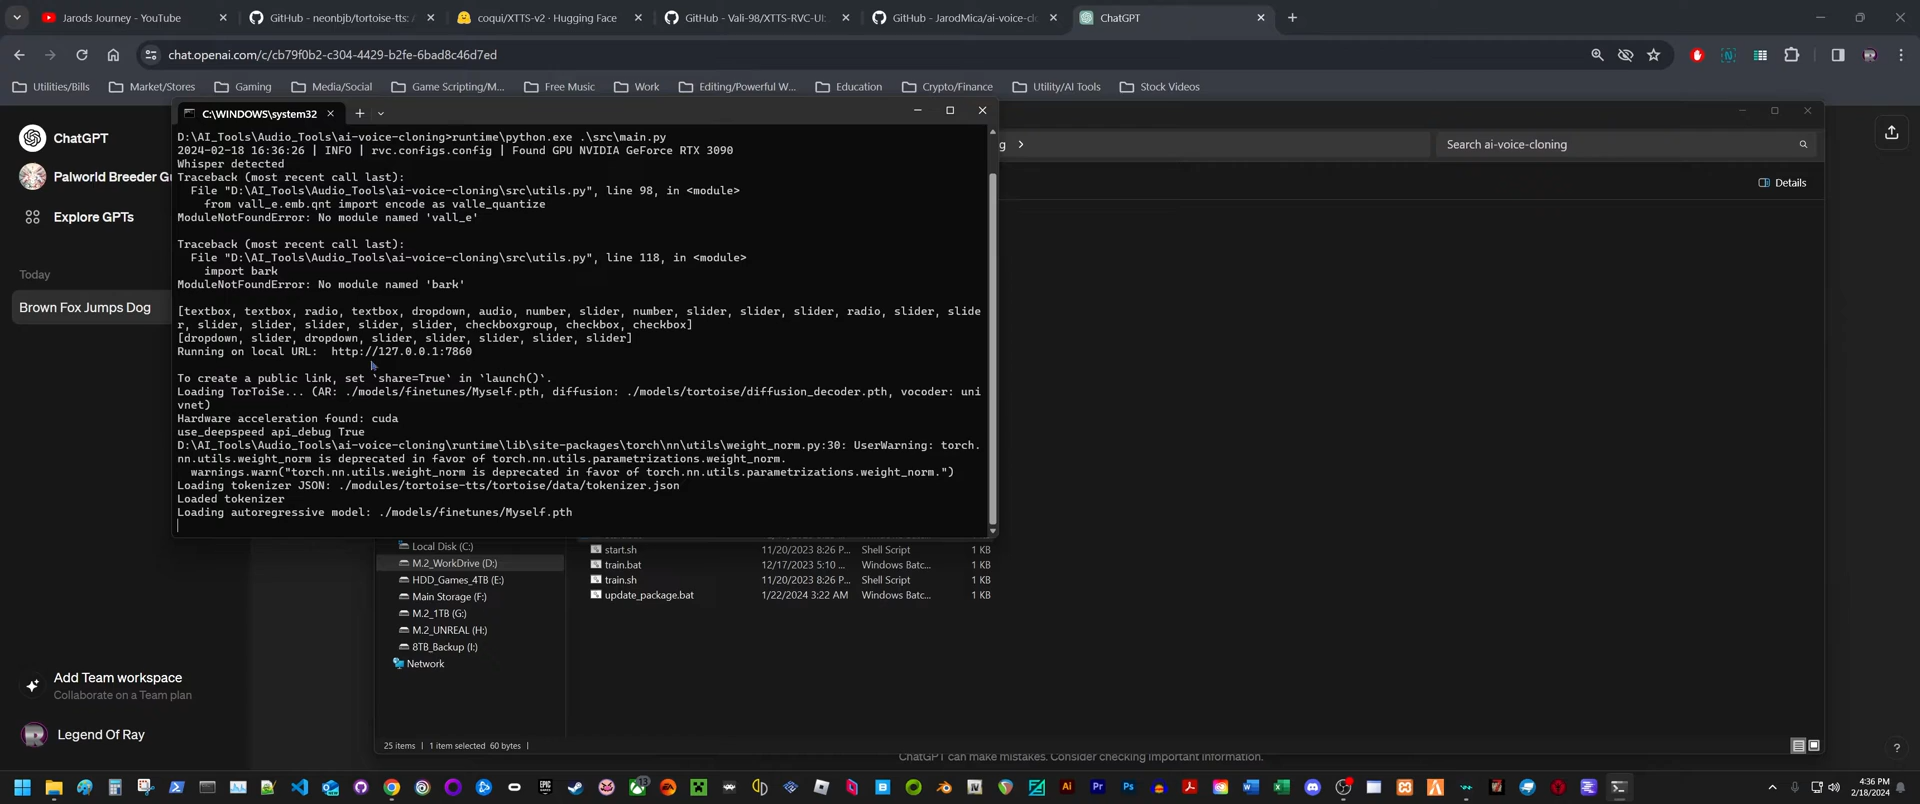 Jarods Journey - YouTube
GitHub - neonbjb/tortoise-tts: A
coqui/XTTS-v2 · Hugging Face
GitHub - Vali-98/XTTS-RVC-UI:
GitHub - JarodMica/ai-voice-cl
ChatGPT
chat.openai.com/c/cb79f0b2-c304-4429-b2fe-6bad8c46d7ed
Utilities/Bills
Market/Stores
Gaming
Media/Social
Game Scripting/M...
Free Music
Work
Editing/Powerful W...
Education
Crypto/Finance
Utility/AI Tools
Stock Videos
ChatGPT
Palworld Breeder Gu
Explore GPTs
Today
Brown Fox Jumps Dog
Add Team workspace
Collaborate on a Team plan
Legend Of Ray
C:\WINDOWS\system32
D:\AI_Tools\Audio_Tools\ai-voice-cloning>runtime\python.exe .\src\main.py
2024-02-18 16:36:26 | INFO | rvc.configs.config | Found GPU NVIDIA GeForce RTX 3090
Whisper detected
Traceback (most recent call last):
File "D:\AI_Tools\Audio_Tools\ai-voice-cloning\src\utils.py", line 98, in <module>
from vall_e.emb.qnt import encode as valle_quantize
ModuleNotFoundError: No module named 'vall_e'
Traceback (most recent call last):
File "D:\AI_Tools\Audio_Tools\ai-voice-cloning\src\utils.py", line 118, in <module>
import bark
ModuleNotFoundError: No module named 'bark'
[textbox, textbox, radio, textbox, dropdown, audio, number, slider, number, slider, slider, slider, radio, slider, slide
r, slider, slider, slider, slider, slider, checkboxgroup, checkbox, checkbox]
[dropdown, slider, dropdown, slider, slider, slider, slider, slider]
Running on local URL:  http://127.0.0.1:7860
To create a public link, set `share=True` in `launch()`.
Loading TorToiSe... (AR: ./models/finetunes/Myself.pth, diffusion: ./models/tortoise/diffusion_decoder.pth, vocoder: uni
vnet)
Hardware acceleration found: cuda
use_deepspeed api_debug True
D:\AI_Tools\Audio_Tools\ai-voice-cloning\runtime\lib\site-packages\torch\nn\utils\weight_norm.py:30: UserWarning: torch.
nn.utils.weight_norm is deprecated in favor of torch.nn.utils.parametrizations.weight_norm.
warnings.warn("torch.nn.utils.weight_norm is deprecated in favor of torch.nn.utils.parametrizations.weight_norm.")
Loading tokenizer JSON: ./modules/tortoise-tts/tortoise/data/tokenizer.json
Loaded tokenizer
Loading autoregressive model: ./models/finetunes/Myself.pth
g
Search ai-voice-cloning
Details
Local Disk (C:)
M.2_WorkDrive (D:)
HDD_Games_4TB (E:)
Main Storage (F:)
M.2_1TB (G:)
M.2_UNREAL (H:)
8TB_Backup (I:)
Network
start.sh 11/20/2023 8:26 P... Shell Script 1 KB
train.bat 12/17/2023 5:10 ... Windows Batc... 1 KB
train.sh 11/20/2023 8:26 P... Shell Script 1 KB
update_package.bat 1/22/2024 3:22 AM Windows Batc... 1 KB
25 items
1 item selected 60 bytes
ChatGPT can make mistakes. Consider checking important information.
?
4:36 PM
2/18/2024